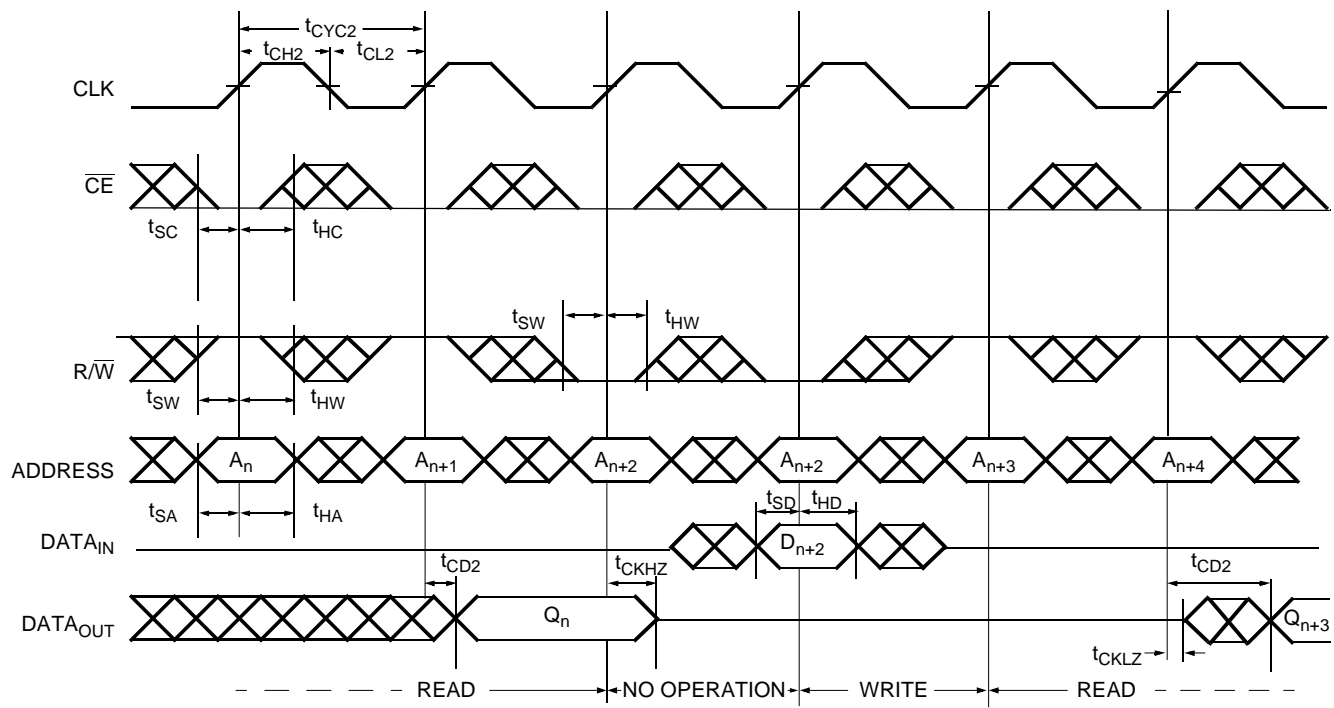 tCYC2
tCH2 tCL2
CLK
CE
tSC tHC
tSW tHW
R/W
tSW tHW
ADDRESS An An+1 An+2 An+2 An+3 An+4
tSA tHA tSD tHD
DATAIN Dn+2
tCD2 tCKHZ tCD2
DATAOUT Qn Qn+3
tCKLZ
READ NO OPERATION WRITE READ